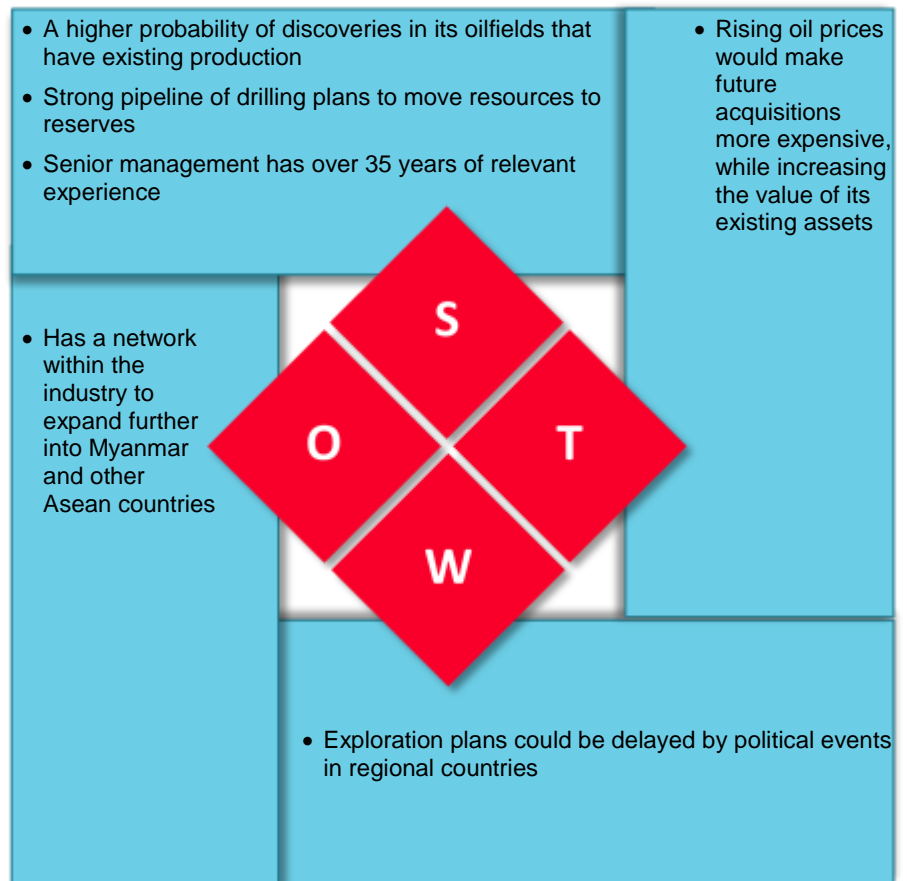 • A higher probability of discoveries in its oilfields that
have existing production
• Strong pipeline of drilling plans to move resources to
reserves
• Senior management has over 35 years of relevant
experience
• Rising oil prices
would make
future
acquisitions
more expensive,
while increasing
the value of its
existing assets
S
• Has a network
within the
industry to
expand further
into Myanmar
and other
Asean countries
O
T
W
• Exploration plans could be delayed by political events
in regional countries